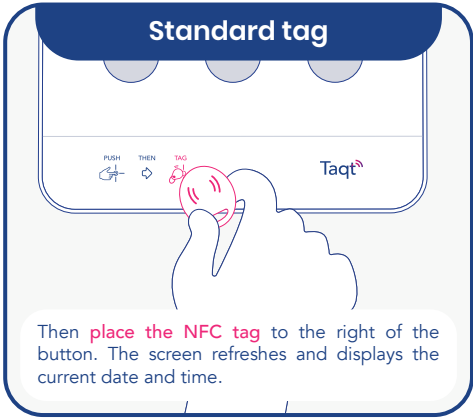 Standard tag
PUSH THEN TAG
Taqt
Then place the NFC tag to the right of the
button. The screen refreshes and displays the
current date and time.